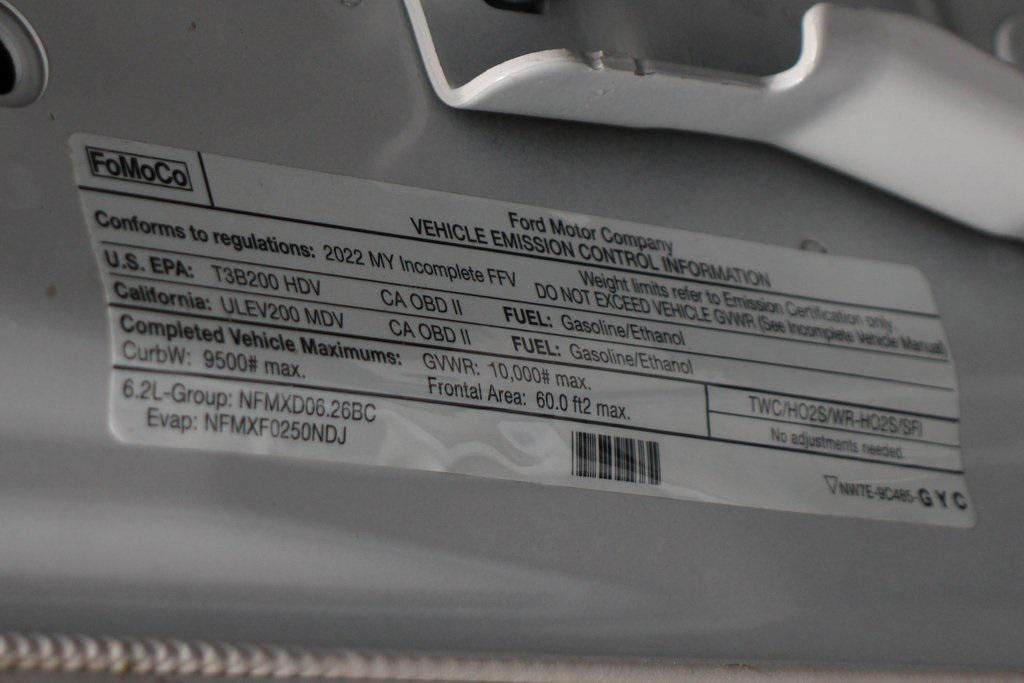 FoMoCo
Ford Motor Company
VEHICLE EMISSION CONTROL INFORMATION
Conforms to regulations: 2022 MY Incomplete FFV
Weight limits refer to Emission Certification only.
DO NOT EXCEED VEHICLE GVWR (See Incomplete Vehicle Manual)
U.S. EPA: T3B200 HDV CA OBD II FUEL: Gasoline/Ethanol
California: ULEV200 MDV CA OBD II FUEL: Gasoline/Ethanol
Completed Vehicle Maximums: GVWR: 10,000# max.
CurbW: 9500# max. Frontal Area: 60.0 ft2 max.
TWC/HO2S/WR-HO2S/SFI
No adjustments needed.
6.2L-Group: NFMXD06.26BC
Evap: NFMXF0250NDJ
NW7E-9C485-GYC